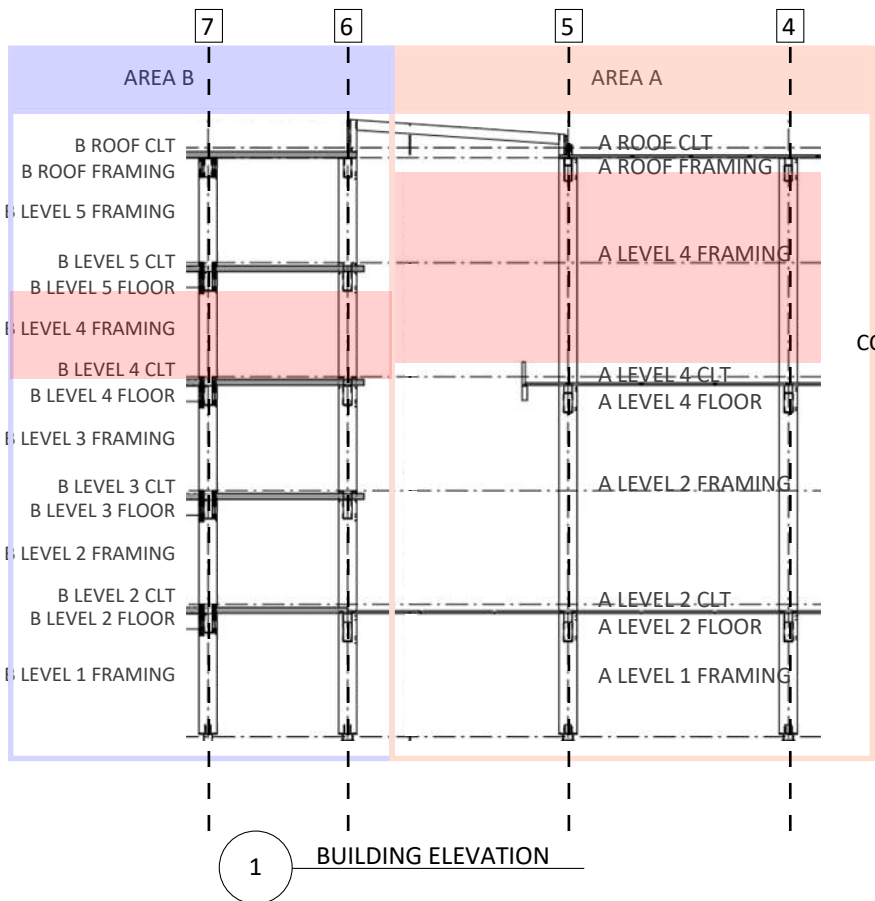 7 6 5 4
AREA B
AREA A
B ROOF CLT
B ROOF FRAMING
B LEVEL 5 FRAMING
B LEVEL 5 CLT
B LEVEL 5 FLOOR
B LEVEL 4 FRAMING
B LEVEL 4 CLT
B LEVEL 4 FLOOR
B LEVEL 3 FRAMING
B LEVEL 3 CLT
B LEVEL 3 FLOOR
B LEVEL 2 FRAMING
B LEVEL 2 CLT
B LEVEL 2 FLOOR
B LEVEL 1 FRAMING
A ROOF CLT
A ROOF FRAMING
A LEVEL 4 FRAMING
A LEVEL 4 CLT
A LEVEL 4 FLOOR
A LEVEL 2 FRAMING
A LEVEL 2 CLT
A LEVEL 2 FLOOR
A LEVEL 1 FRAMING
1 BUILDING ELEVATION